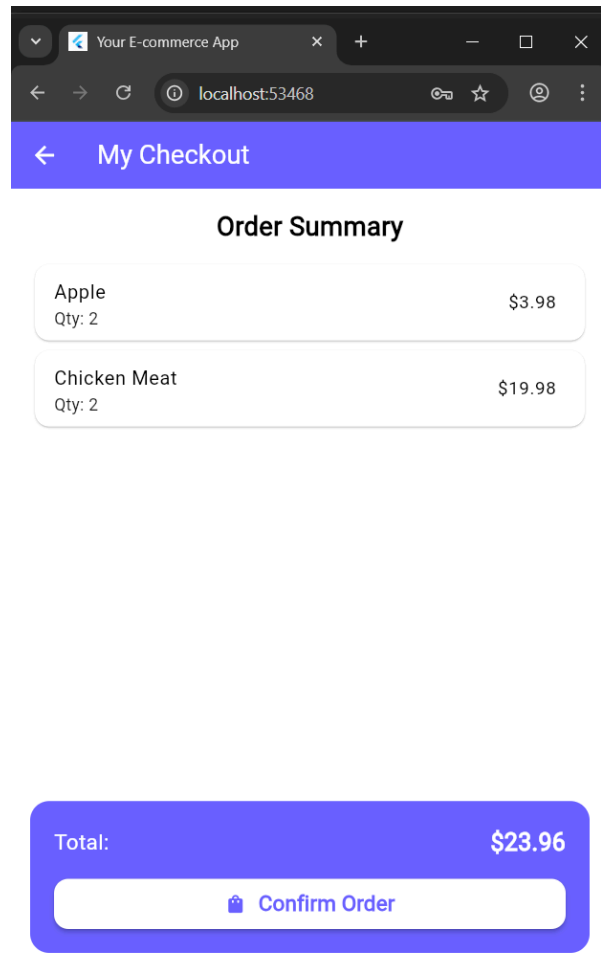 Your E-commerce App
localhost:53468
My Checkout
Order Summary
Apple
$3.98
Qty: 2
Chicken Meat
$19.98
Qty: 2
Total:
$23.96
Confirm Order